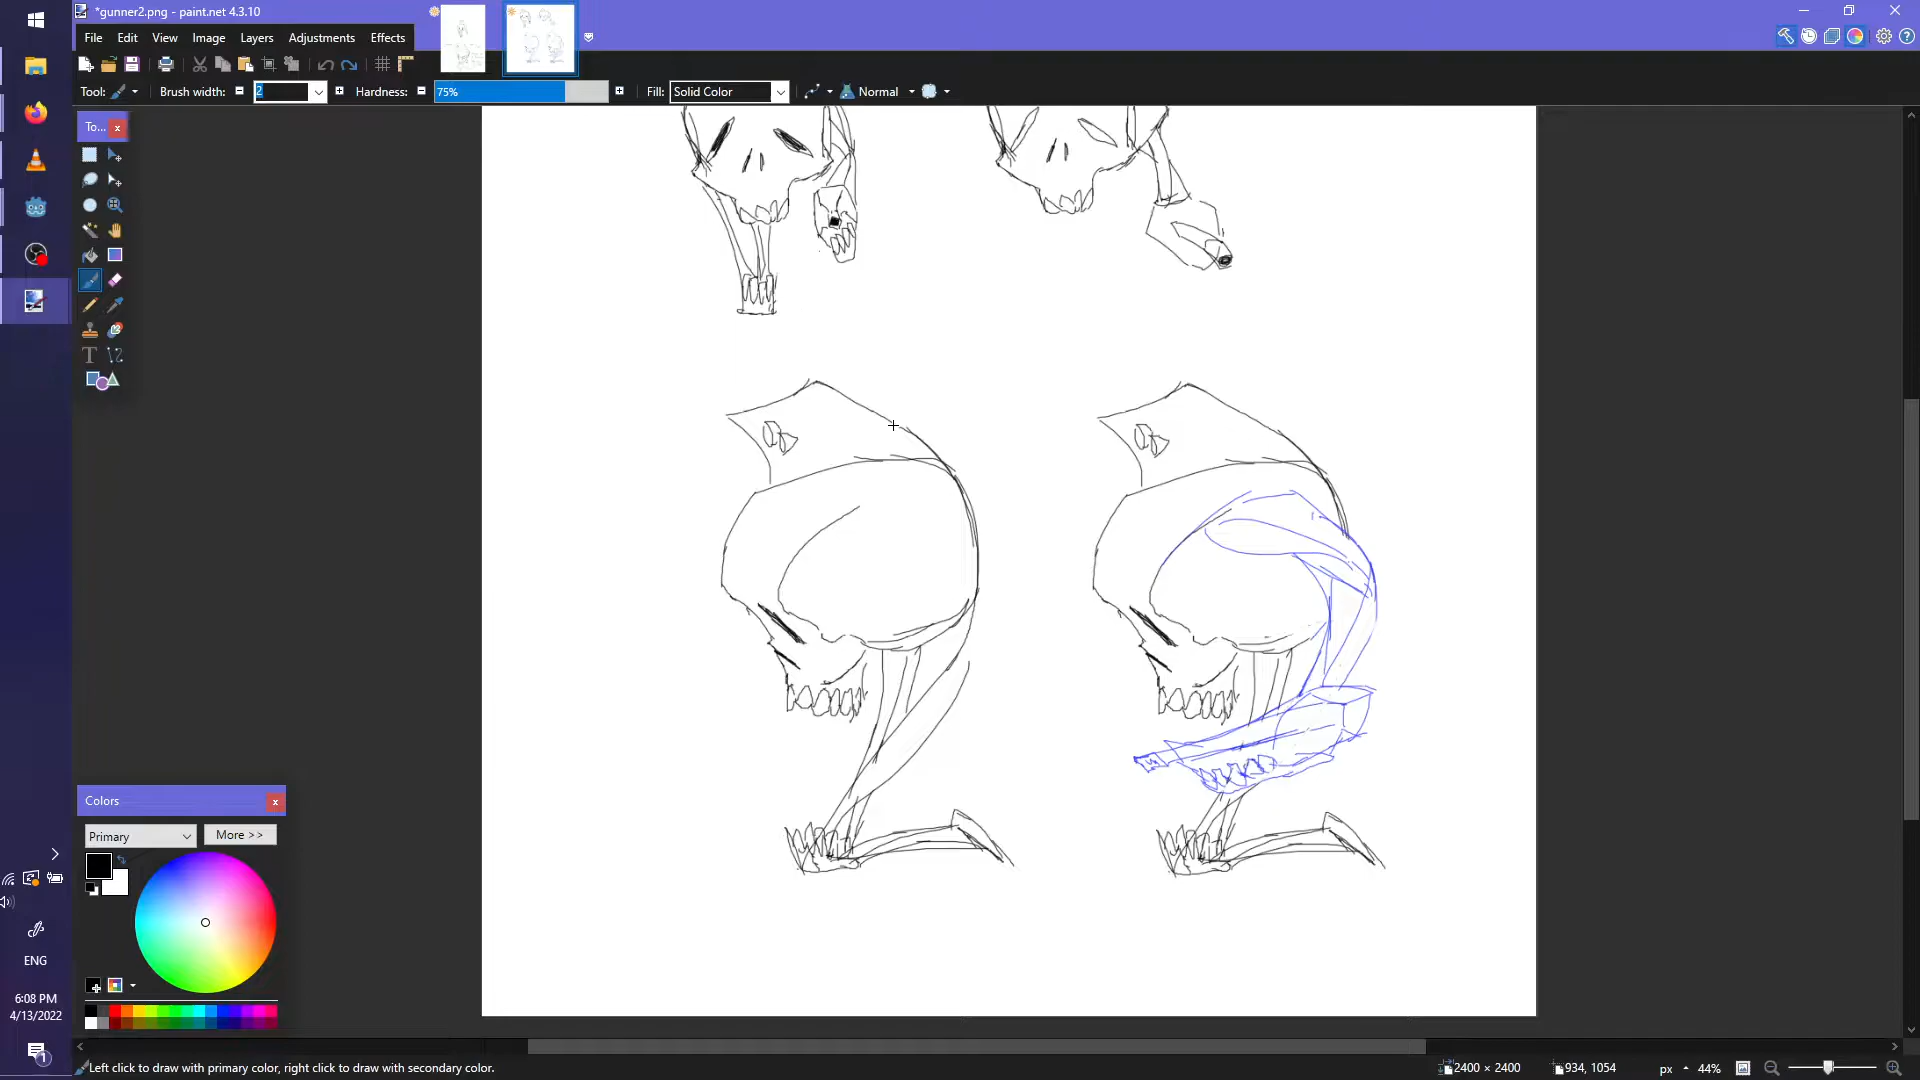 *gunner2.png - paint.net 4.3.10
File Edit View Image Layers Adjustments Effects
Tool: Brush width: 2 Hardness: 75% Fill: Solid Color Normal
To... x
Colors x
Primary More >>
ENG
6:08 PM
4/13/2022
1
Left click to draw with primary color, right click to draw with secondary color. 2400 × 2400 934, 1054 px 44%